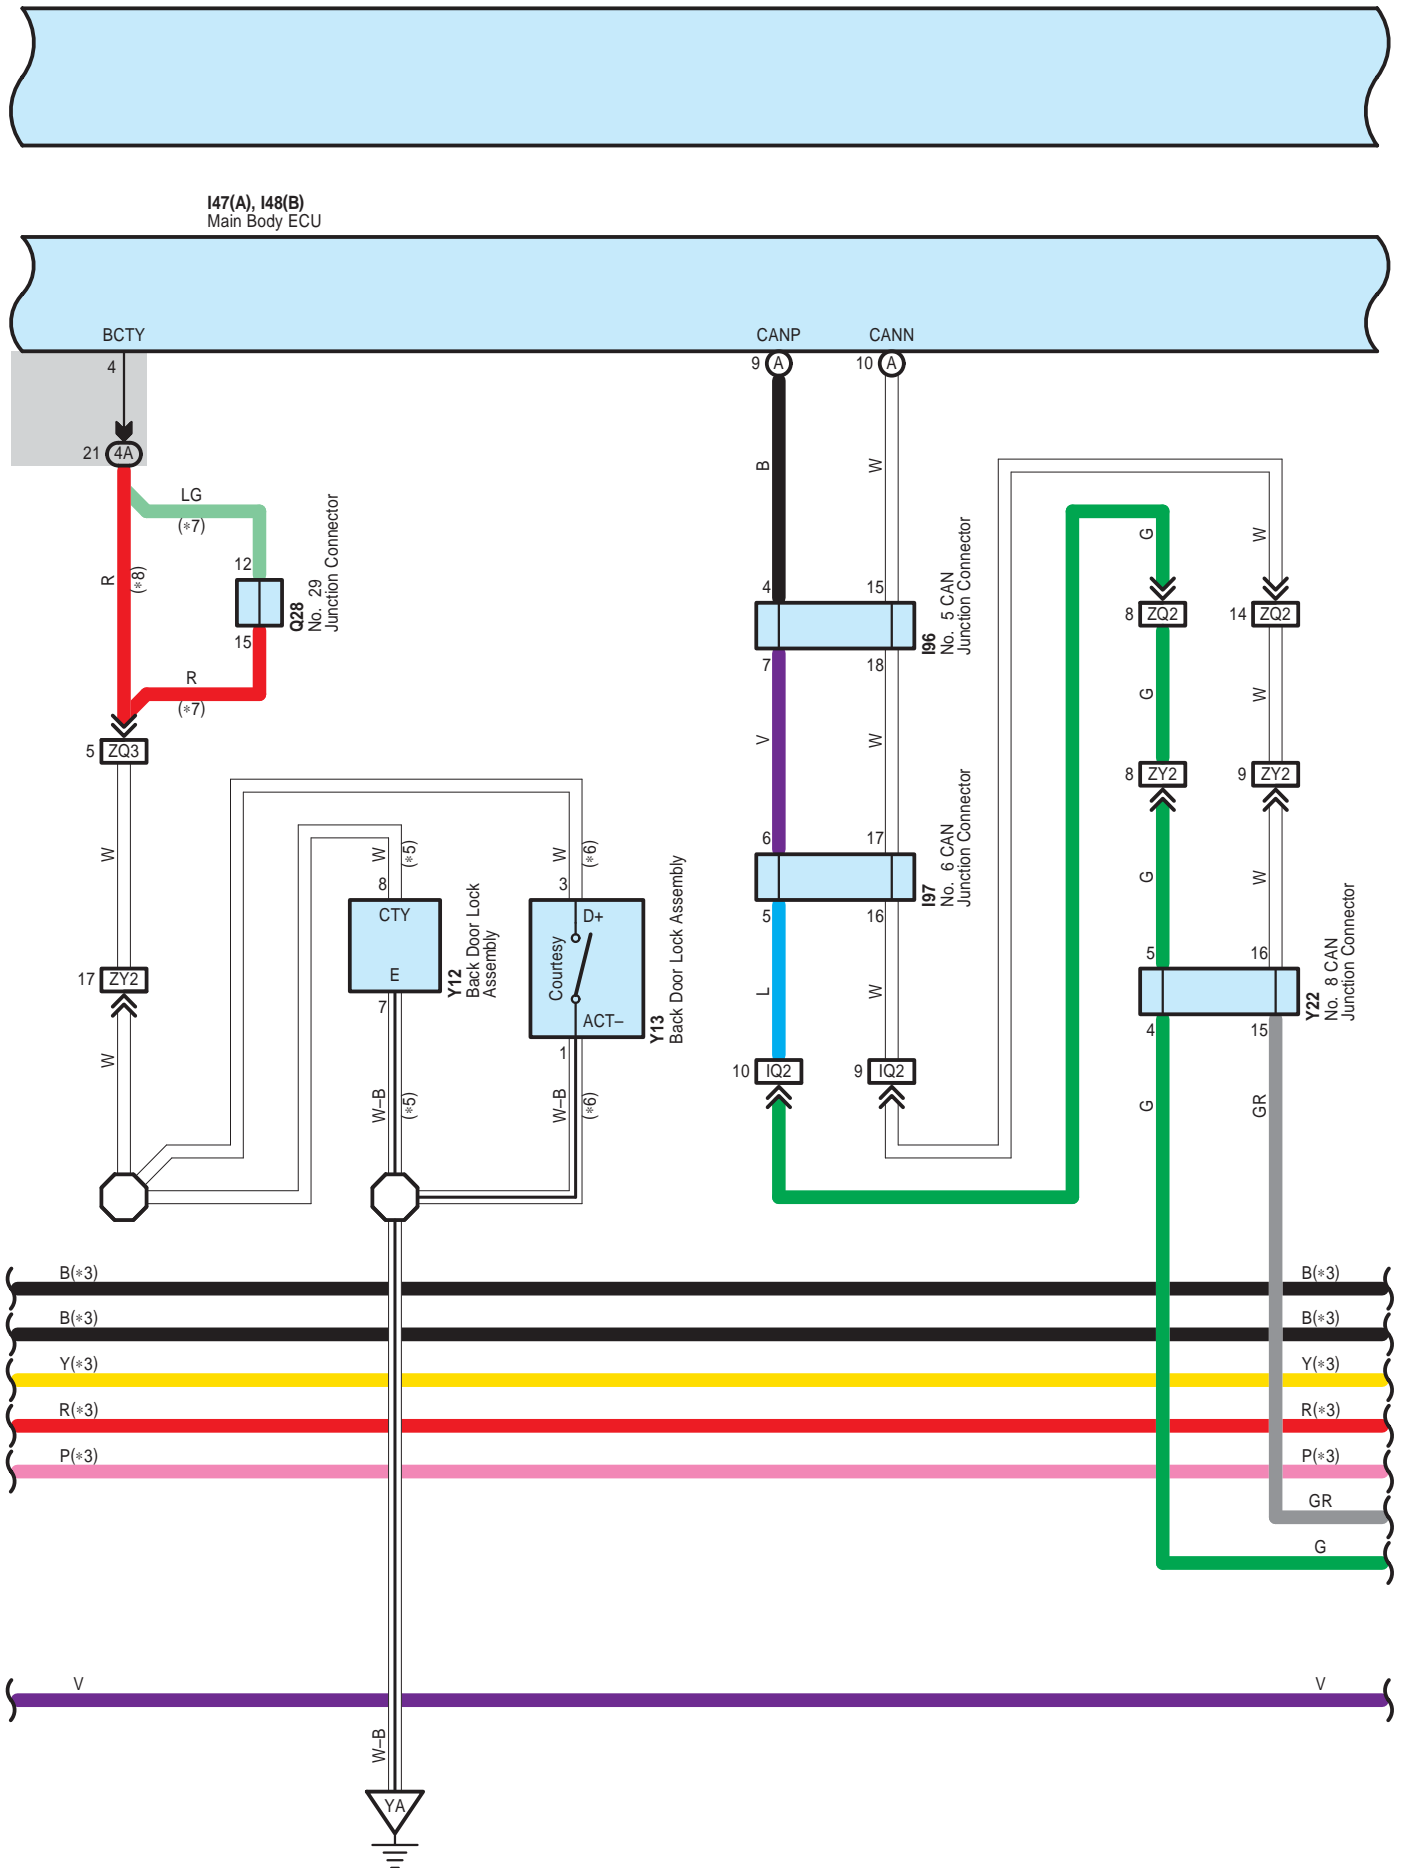 I47(A), I48(B)
Main Body ECU
BCTY
CANP
CANN
4
9 A
10 A
21 4A
B
W
LG
(*7)
R
(*8)
12
Q28
No. 29
Junction Connector
15
R
(*7)
5 ZQ3
4
15
I96
No. 5 CAN
Junction Connector
7
18
G
W
8 ZQ2
14 ZQ2
G
W
V
W
8 ZY2
9 ZY2
6
17
I97
No. 6 CAN
Junction Connector
5
16
W
W
(*5)
W
(*6)
8
3
CTY
E
Y12
Back Door Lock
Assembly
7
D+
Courtesy
ACT−
Y13
Back Door Lock Assembly
1
G
W
5
16
Y22
No. 8 CAN
Junction Connector
4
15
17 ZY2
W
L
W
10 IQ2
9 IQ2
W−B
(*5)
W−B
(*6)
G
GR
B(*3)
B(*3)
B(*3)
B(*3)
Y(*3)
Y(*3)
R(*3)
R(*3)
P(*3)
P(*3)
GR
G
V
V
W−B
YA